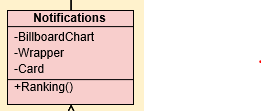 Notifications
-BillboardChart
-Wrapper
-Card
+Ranking()